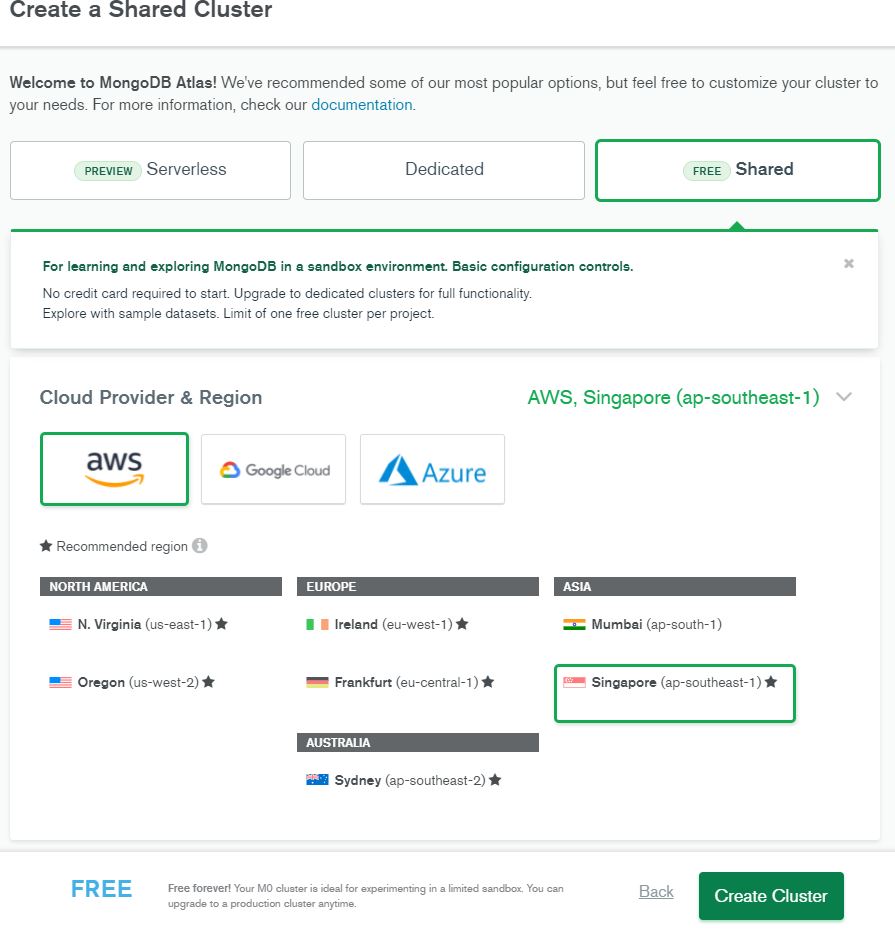 Create a Shared Cluster
Welcome to MongoDB Atlas! We've recommended some of our most popular options, but feel free to customize your cluster to
your needs. For more information, check our documentation.
PREVIEW Serverless
Dedicated
FREE Shared
For learning and exploring MongoDB in a sandbox environment. Basic configuration controls.
No credit card required to start. Upgrade to dedicated clusters for full functionality.
Explore with sample datasets. Limit of one free cluster per project.
Cloud Provider & Region
AWS, Singapore (ap-southeast-1)
aws
Google Cloud
Azure
★ Recommended region
NORTH AMERICA
N. Virginia (us-east-1) ★
Oregon (us-west-2) ★
EUROPE
Ireland (eu-west-1) ★
Frankfurt (eu-central-1) ★
AUSTRALIA
Sydney (ap-southeast-2) ★
ASIA
Mumbai (ap-south-1)
Singapore (ap-southeast-1) ★
FREE
Free forever! Your M0 cluster is ideal for experimenting in a limited sandbox. You can
upgrade to a production cluster anytime.
Back
Create Cluster